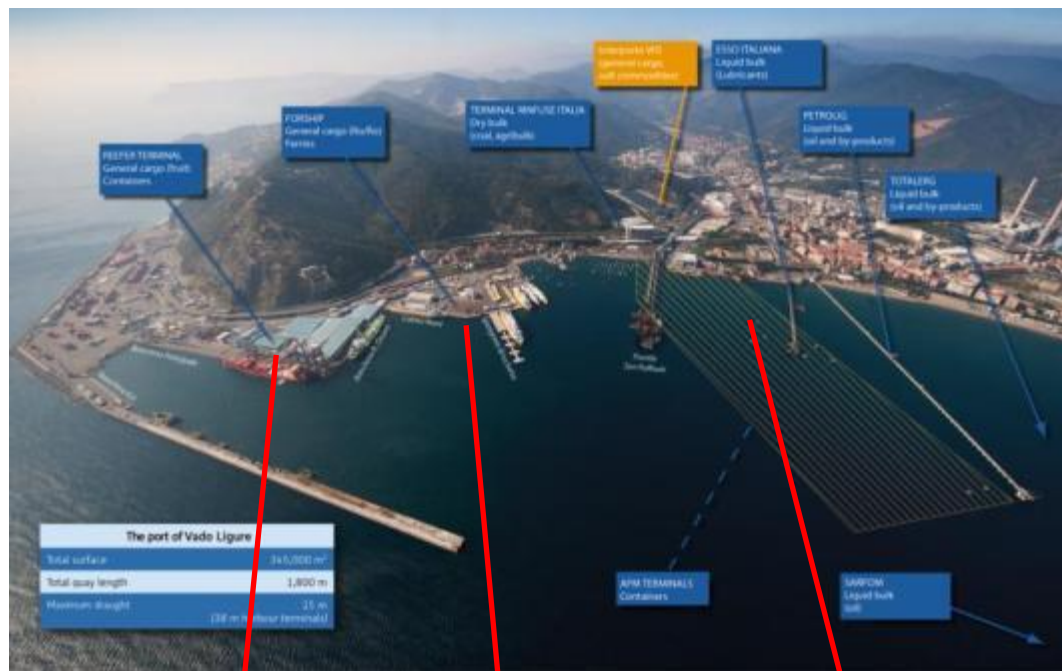 Interporto VIO
(general cargo,
ESSO ITALIANA
Liquid bulk
(Lubricants)
FORSHIP
General cargo (Ro/Ro)
Ferries
TERMINAL RINFUSE ITALIA
Dry bulk
(coal, agribulk)
PETROLIG
Liquid bulk
(oil and by-products)
REEFER TERMINAL
General cargo (fruit)
Containers
TOTALERG
Liquid bulk
(oil and by-products)
The port of Vado Ligure
Total surface
Total quay length 1,800 m
Maximum draught 25 m
APM TERMINALS
Containers
SARPOM
Liquid bulk
(oil)